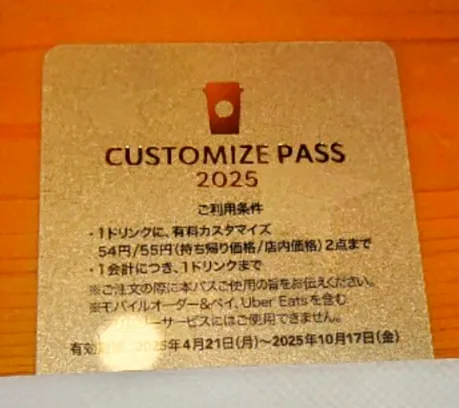 CUSTOMIZE PASS
2025
ご利用条件
・1ドリンクに、有料カスタマイズ
54円/55円(持ち帰り価格/店内価格)2点まで
・1会計につき、1ドリンクまで
※ご注文の際に本パスご使用の旨をお伝えください。
※モバイルオーダー&ペイ、Uber Eatsを含む
サービスにはご使用できません。
有効期間 2025年4月21日(月)~2025年10月17日(金)